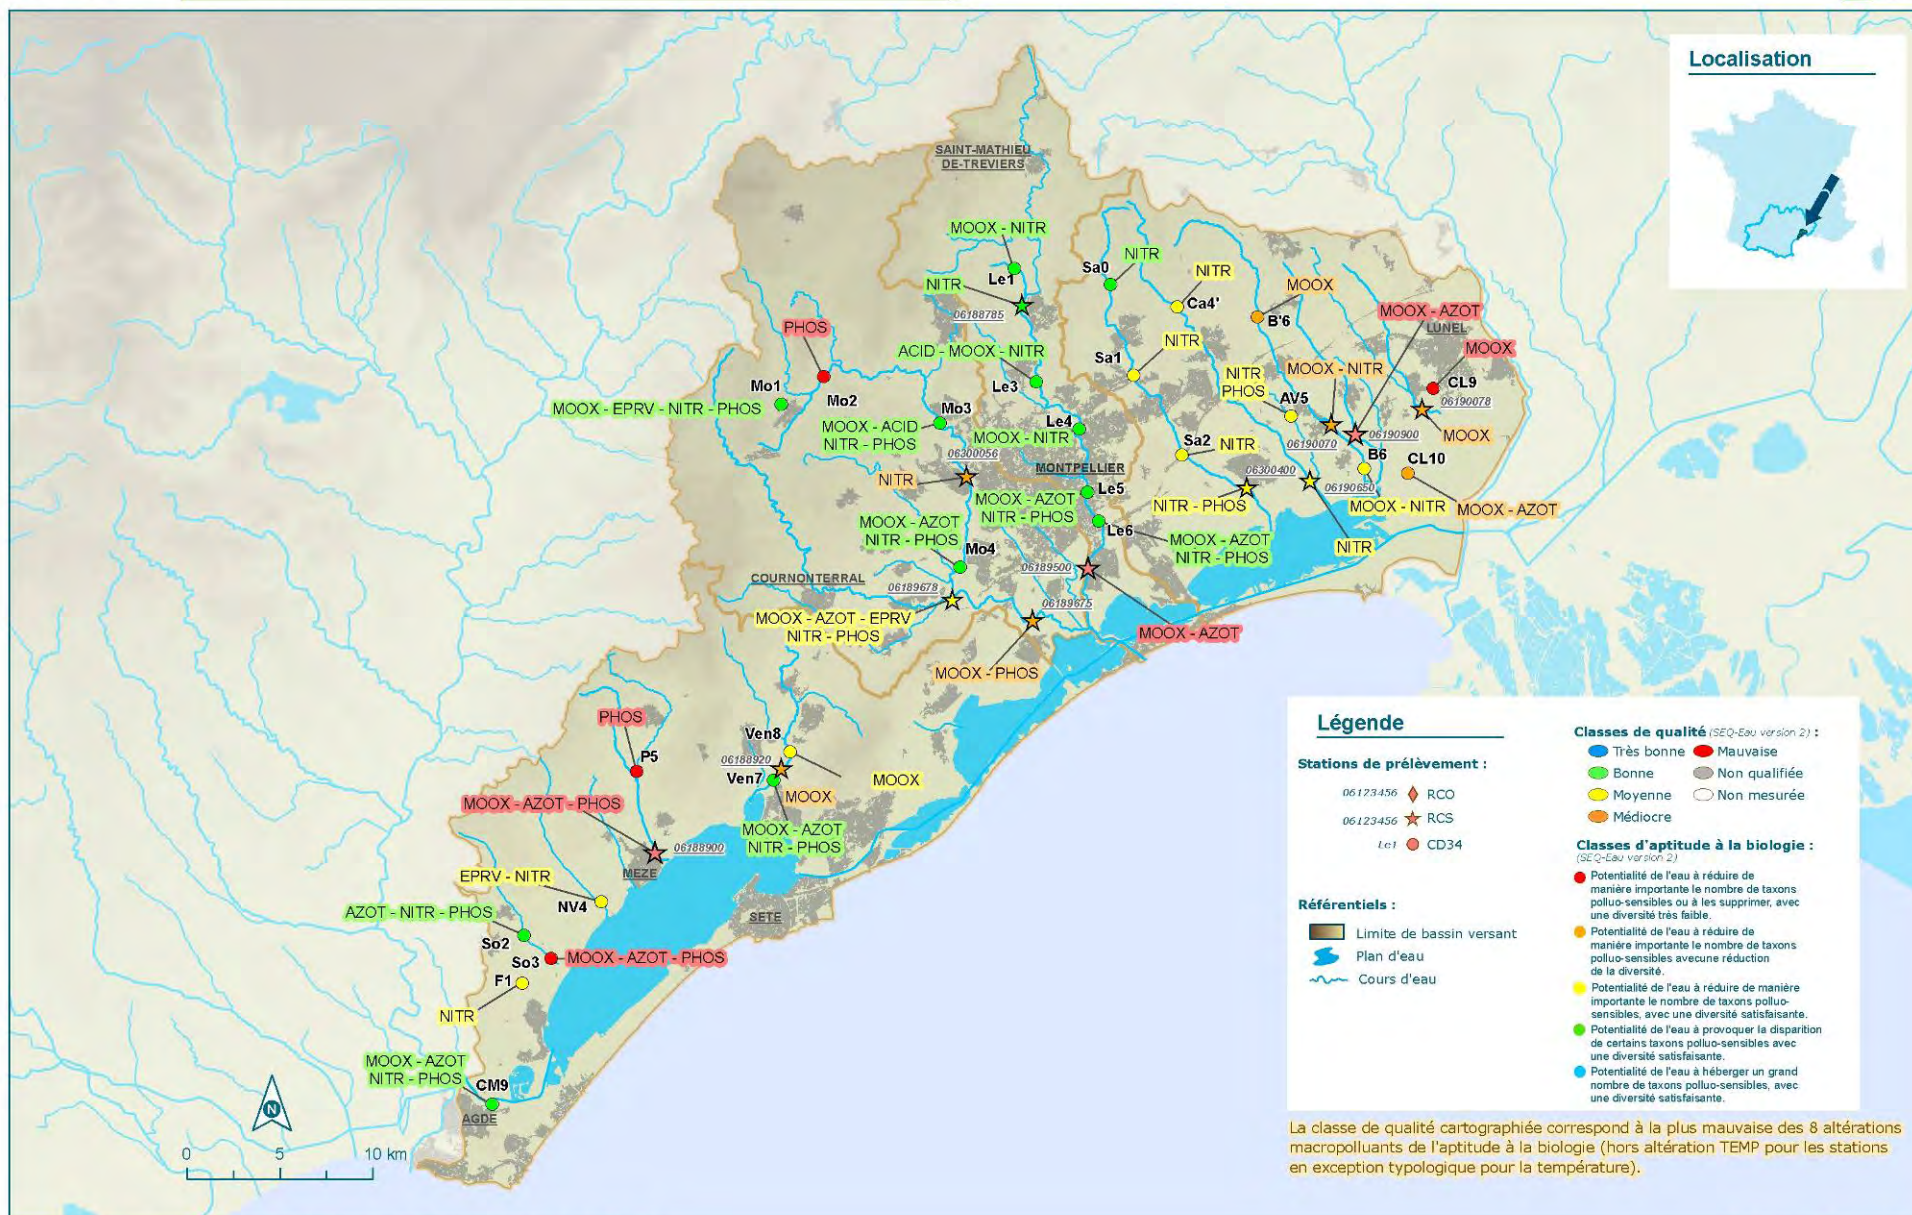 Localisation
SAINT-MATHIEU
DE-TREVIERS
MOOX - NITR
Le1
NITR
06188785
Sa0
NITR
NITR
Ca4'
MOOX
B'6
MOOX - AZOT
LUNEL
MOOX
CL9
06190078
MOOX
PHOS
Mo2
Mo1
MOOX - EPRV - NITR - PHOS
ACID - MOOX - NITR
Le3
Sa1
NITR
NITR
PHOS
AV5
MOOX - NITR
06190070
06190900
Mo3
MOOX - ACID
NITR - PHOS
06300056
NITR
Le4
MOOX - NITR
MONTPELLIER
Sa2
NITR
06300400
NITR - PHOS
B6
CL10
06190650
MOOX - NITR
MOOX - AZOT
NITR
Le5
MOOX - AZOT
NITR - PHOS
Le6
MOOX - AZOT
NITR - PHOS
MOOX - AZOT
NITR - PHOS
Mo4
COURNONTERRAL
06189678
06189500
06189675
MOOX - AZOT - EPRV
NITR - PHOS
MOOX - AZOT
MOOX - PHOS
PHOS
P5
Ven8
06188920
Ven7
MOOX
MOOX
MOOX - AZOT
NITR - PHOS
MOOX - AZOT - PHOS
06188900
MEZE
EPRV - NITR
NV4
SETE
AZOT - NITR - PHOS
So2
So3
MOOX - AZOT - PHOS
F1
NITR
MOOX - AZOT
NITR - PHOS
CM9
AGDE
N
0 5 10 km
Légende
Stations de prélèvement :
06123456 RCO
06123456 RCS
Le1 CD34
Référentiels :
Limite de bassin versant
Plan d'eau
Cours d'eau
Classes de qualité (SEQ-Eau version 2) :
Très bonne
Mauvaise
Bonne
Non qualifiée
Moyenne
Non mesurée
Médiocre
Classes d'aptitude à la biologie :
(SEQ-Eau version 2)
Potentialité de l'eau à réduire de
manière importante le nombre de taxons
polluo-sensibles ou à les supprimer, avec
une diversité très faible.
Potentialité de l'eau à réduire de
manière importante le nombre de taxons
polluo-sensibles avecune réduction
de la diversité.
Potentialité de l'eau à réduire de manière
importante le nombre de taxons polluo-
sensibles, avec une diversité satisfaisante.
Potentialité de l'eau à provoquer la disparition
de certains taxons polluo-sensibles avec
une diversité satisfaisante.
Potentialité de l'eau à héberger un grand
nombre de taxons polluo-sensibles, avec
une diversité satisfaisante.
La classe de qualité cartographiée correspond à la plus mauvaise des 8 altérations
macropolluants de l'aptitude à la biologie (hors altération TEMP pour les stations
en exception typologique pour la température).